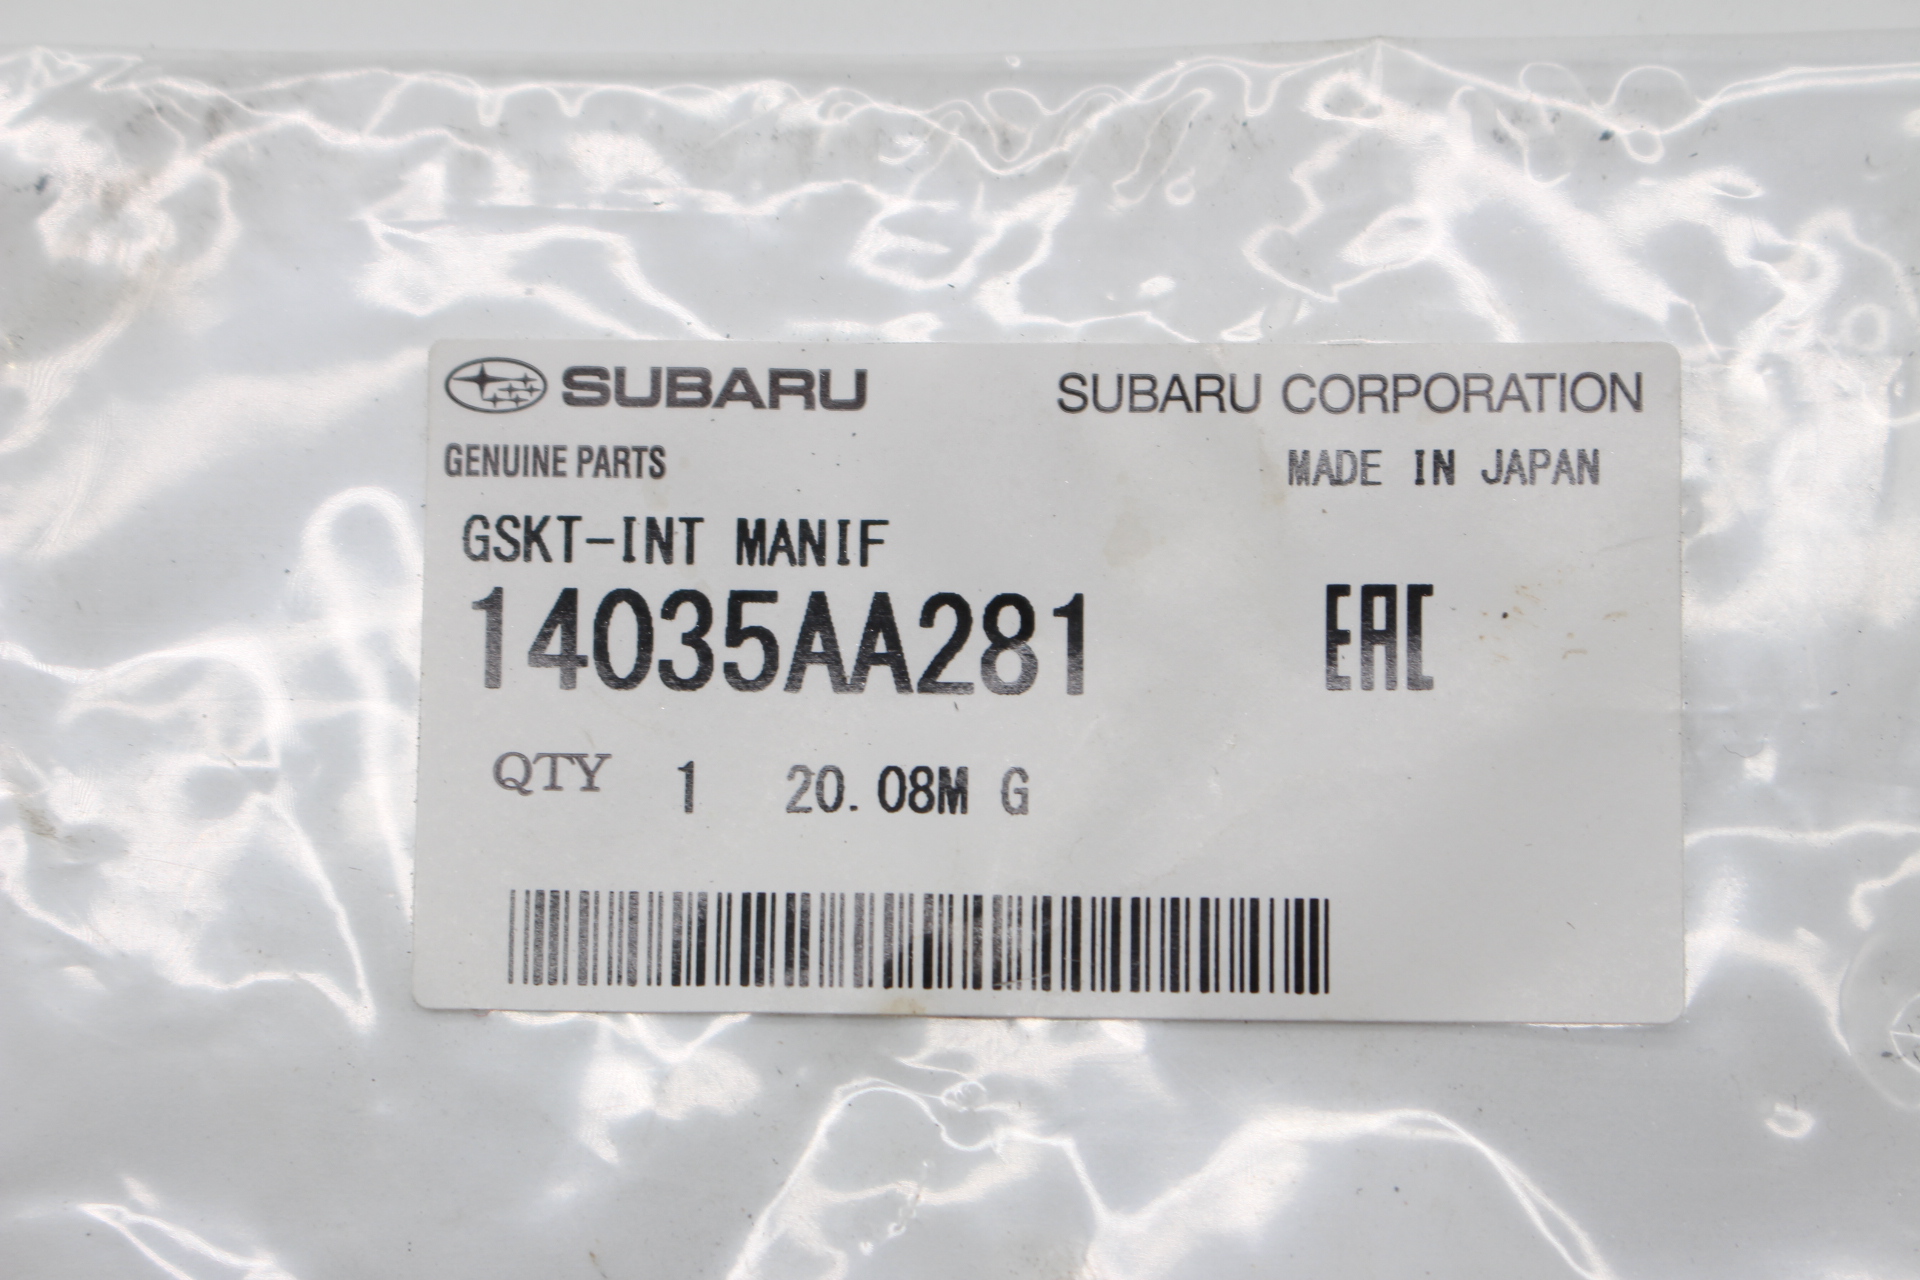 SUBARU SUBARU CORPORATION
GENUINE PARTS MADE IN JAPAN
GSKT-INT MANIF
14035AA281 EAC
QTY 1 20.08M G